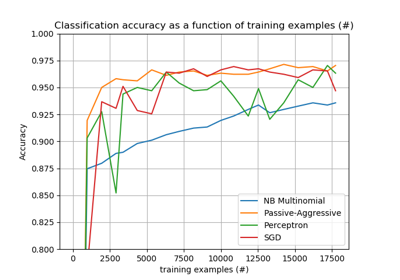 Classification accuracy as a function of training examples (#)
1.000
0.975
0.950
0.925
0.900
0.875
0.850
0.825
0.800
Accuracy
NB Multinomial
Passive-Aggressive
Perceptron
SGD
0 2500 5000 7500 10000 12500 15000 17500
training examples (#)